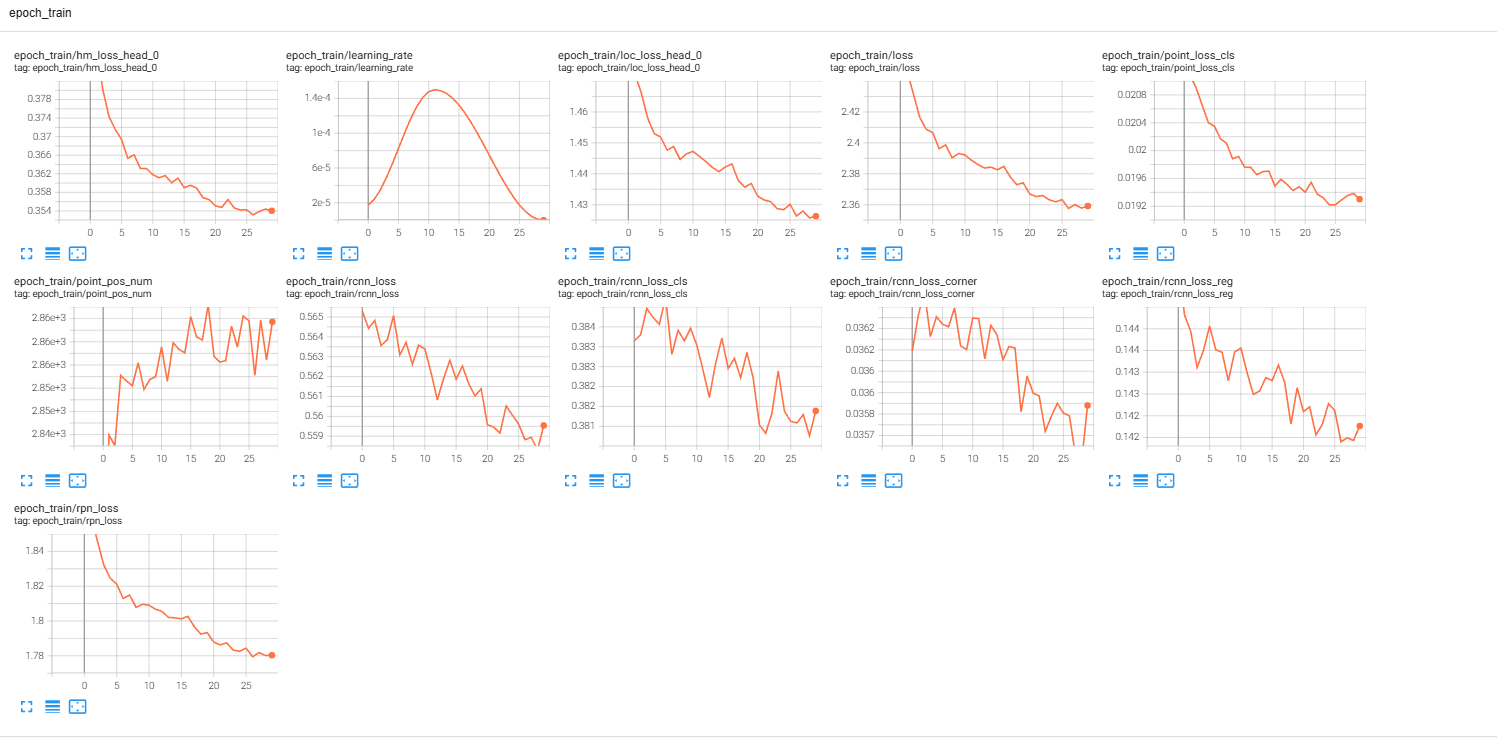 epoch_train
epoch_train/hm_loss_head_0
tag: epoch_train/hm_loss_head_0
0.378
0.374
0.37
0.366
0.362
0.358
0.354
0 5 10 15 20 25
epoch_train/learning_rate
tag: epoch_train/learning_rate
1.4e-4
1e-4
6e-5
2e-5
0 5 10 15 20 25
epoch_train/loc_loss_head_0
tag: epoch_train/loc_loss_head_0
1.46
1.45
1.44
1.43
0 5 10 15 20 25
epoch_train/loss
tag: epoch_train/loss
2.42
2.4
2.38
2.36
0 5 10 15 20 25
epoch_train/point_loss_cls
tag: epoch_train/point_loss_cls
0.0208
0.0204
0.02
0.0196
0.0192
0 5 10 15 20 25
epoch_train/point_pos_num
tag: epoch_train/point_pos_num
2.86e+3
2.86e+3
2.86e+3
2.85e+3
2.85e+3
2.84e+3
0 5 10 15 20 25
epoch_train/rcnn_loss
tag: epoch_train/rcnn_loss
0.565
0.564
0.563
0.562
0.561
0.56
0.559
0 5 10 15 20 25
epoch_train/rcnn_loss_cls
tag: epoch_train/rcnn_loss_cls
0.384
0.383
0.383
0.382
0.382
0.381
0 5 10 15 20 25
epoch_train/rcnn_loss_corner
tag: epoch_train/rcnn_loss_corner
0.0362
0.0362
0.036
0.036
0.0358
0.0357
0 5 10 15 20 25
epoch_train/rcnn_loss_reg
tag: epoch_train/rcnn_loss_reg
0.144
0.144
0.143
0.143
0.142
0.142
0 5 10 15 20 25
epoch_train/rpn_loss
tag: epoch_train/rpn_loss
1.84
1.82
1.8
1.78
0 5 10 15 20 25